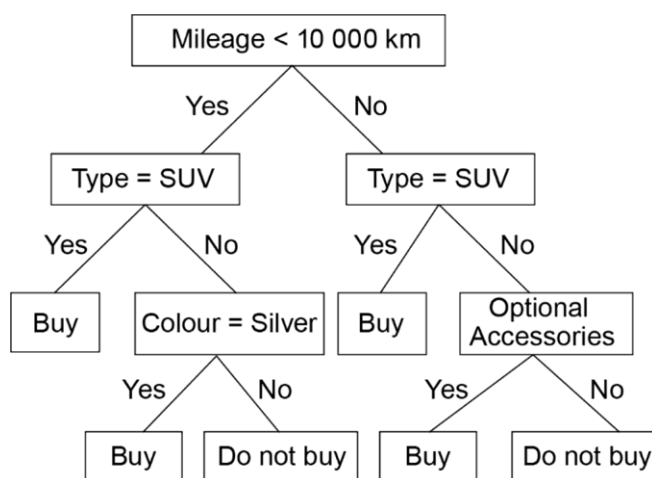 Mileage < 10 000 km
Yes
No
Type = SUV
Type = SUV
Yes
No
Yes
No
Buy
Colour = Silver
Buy
Optional
Accessories
Yes
No
Yes
No
Buy
Do not buy
Buy
Do not buy